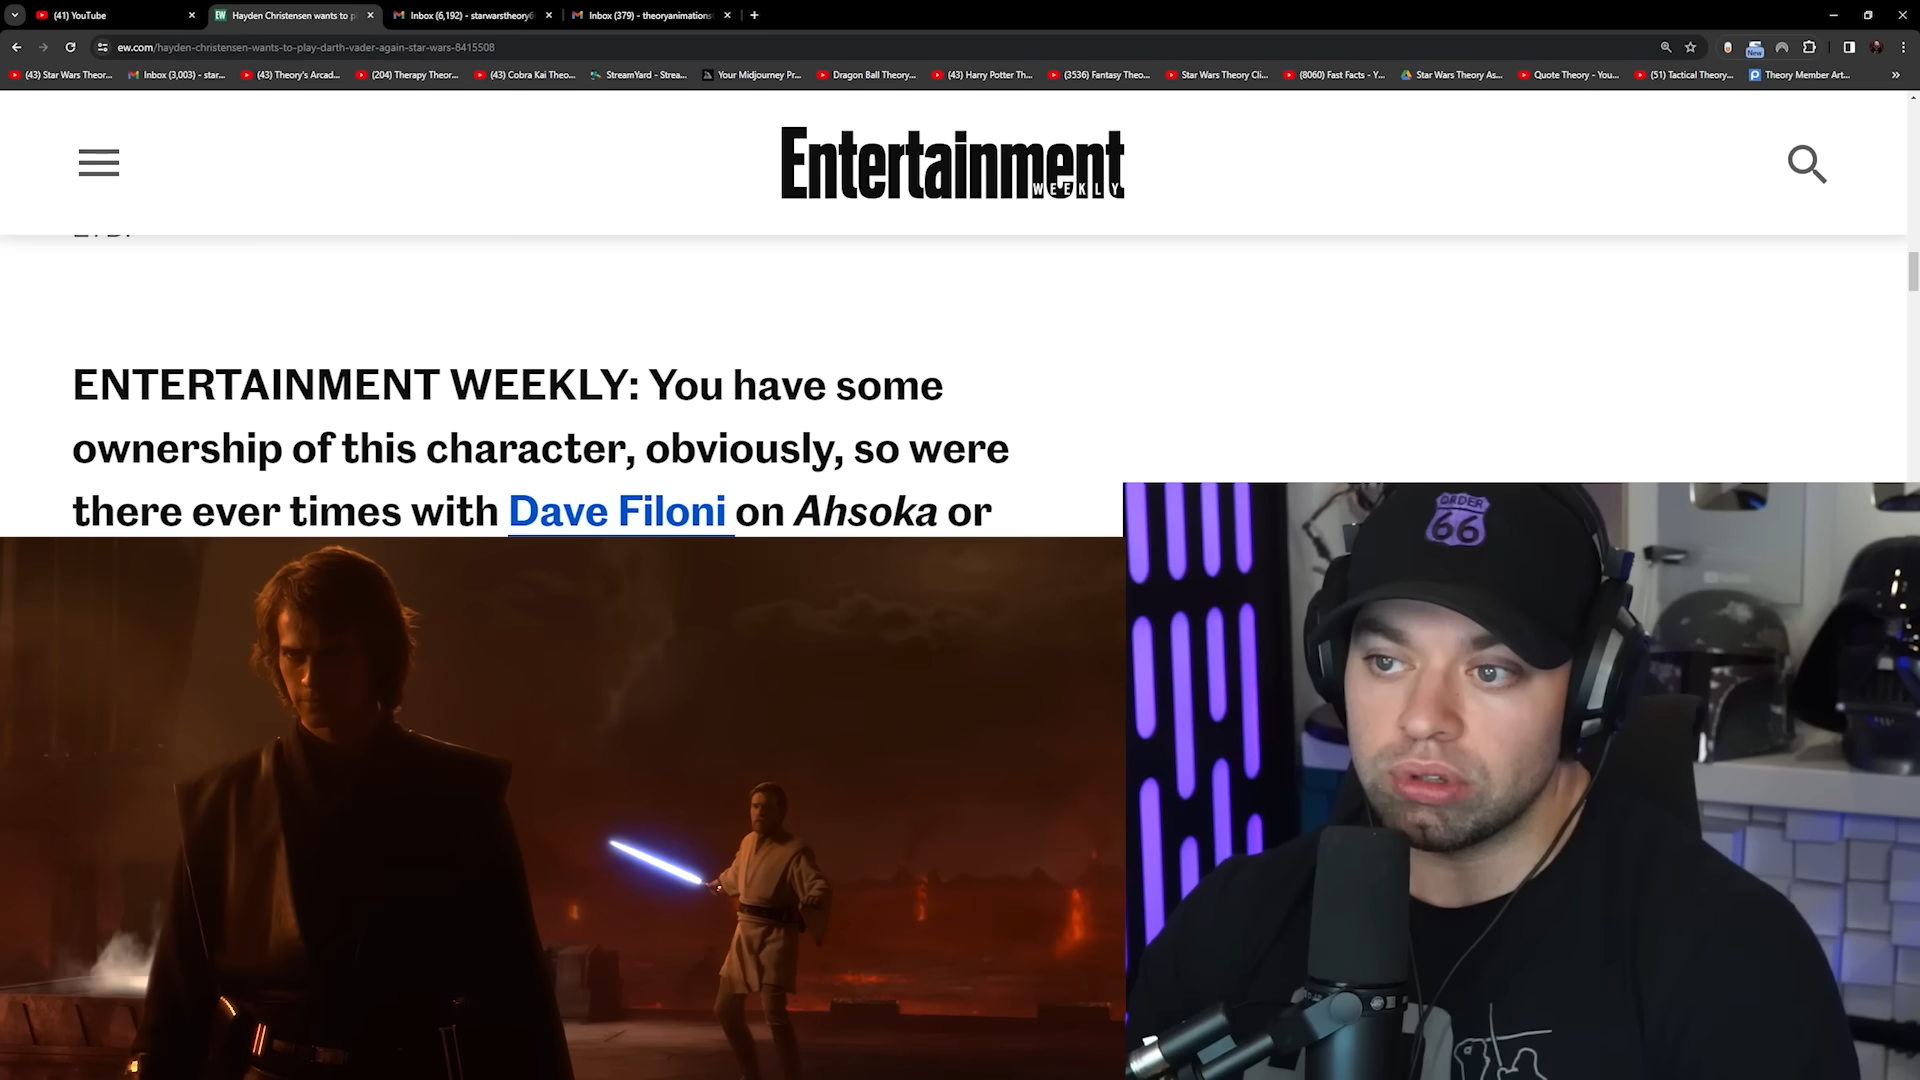 (41) YouTube
Hayden Christensen wants to p
Inbox (6,192) - starwarstheory6
Inbox (379) - theoryanimations
ew.com/hayden-christensen-wants-to-play-darth-vader-again-star-wars-8415508
New
(43) Star Wars Theor...
Inbox (3,003) - star...
(43) Theory's Arcad...
(204) Therapy Theor...
(43) Cobra Kai Theo...
StreamYard - Strea...
Your Midjourney Pr...
Dragon Ball Theory...
(43) Harry Potter Th...
(3536) Fantasy Theo...
Star Wars Theory Cli...
(8060) Fast Facts - Y...
Star Wars Theory As...
Quote Theory - You...
(51) Tactical Theory...
Theory Member Art...
Entertainment
WEEKLY
ENTERTAINMENT WEEKLY: You have some
ownership of this character, obviously, so were
there ever times with Dave Filoni on Ahsoka or
ORDER
66